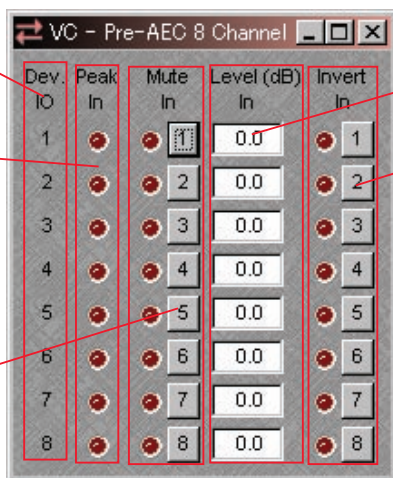 VC - Pre-AEC 8 Channel
Dev. Peak Mute Level (dB) Invert
IO In In In In
1 1 0.0 1
2 2 0.0 2
3 3 0.0 3
4 4 0.0 4
5 5 0.0 5
6 6 0.0 6
7 7 0.0 7
8 8 0.0 8